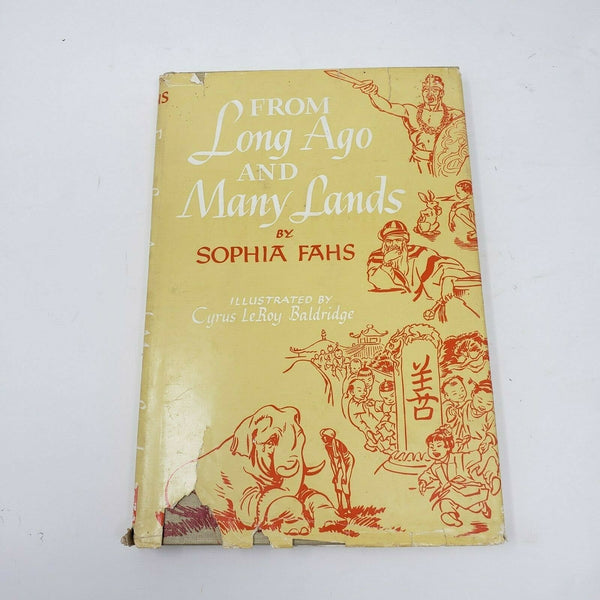 FROM
Long Ago
AND
Many Lands
BY
SOPHIA FAHS
ILLUSTRATED BY
Cyrus LeRoy Baldridge
善